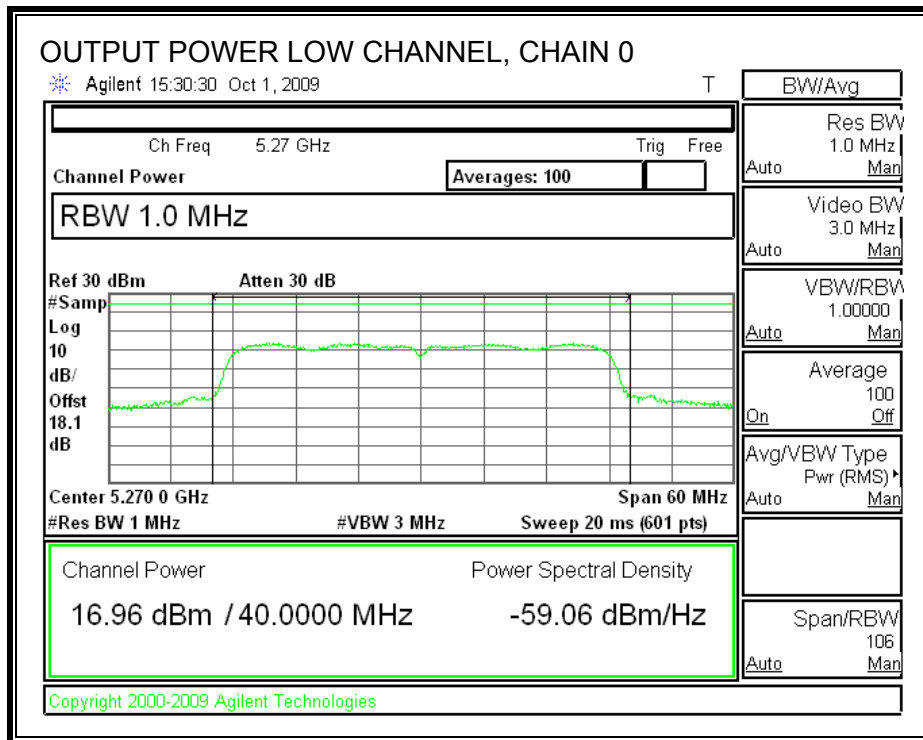 OUTPUT POWER LOW CHANNEL, CHAIN 0
Agilent 15:30:30 Oct 1, 2009 T
Ch Freq 5.27 GHz Trig Free
Channel Power Averages: 100
RBW 1.0 MHz
Ref 30 dBm Atten 30 dB
#Samp
Log
10
dB/
Offst
18.1
dB
Center 5.270 0 GHz Span 60 MHz
#Res BW 1 MHz #VBW 3 MHz Sweep 20 ms (601 pts)
Channel Power Power Spectral Density
16.96 dBm / 40.0000 MHz -59.06 dBm/Hz
Copyright 2000-2009 Agilent Technologies
BW/Avg
Res BW
1.0 MHz
Auto Man
Video BW
3.0 MHz
Auto Man
VBW/RBW
1.00000
Auto Man
Average
100
On Off
Avg/VBW Type
Pwr (RMS)
Auto Man
Span/RBW
106
Auto Man